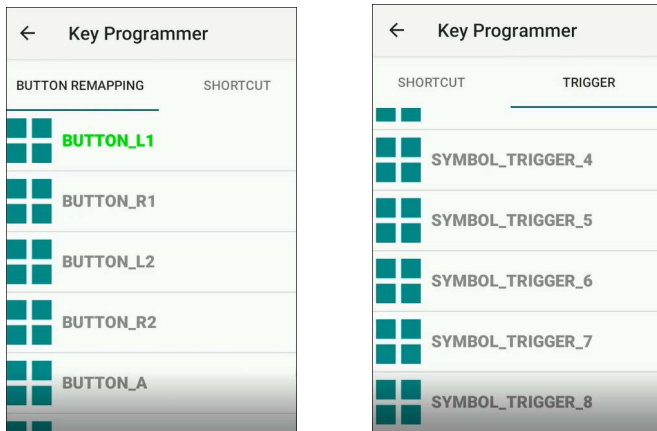 Key Programmer
BUTTON REMAPPING SHORTCUT
BUTTON_L1
BUTTON_R1
BUTTON_L2
BUTTON_R2
BUTTON_A
Key Programmer
SHORTCUT TRIGGER
SYMBOL_TRIGGER_4
SYMBOL_TRIGGER_5
SYMBOL_TRIGGER_6
SYMBOL_TRIGGER_7
SYMBOL_TRIGGER_8